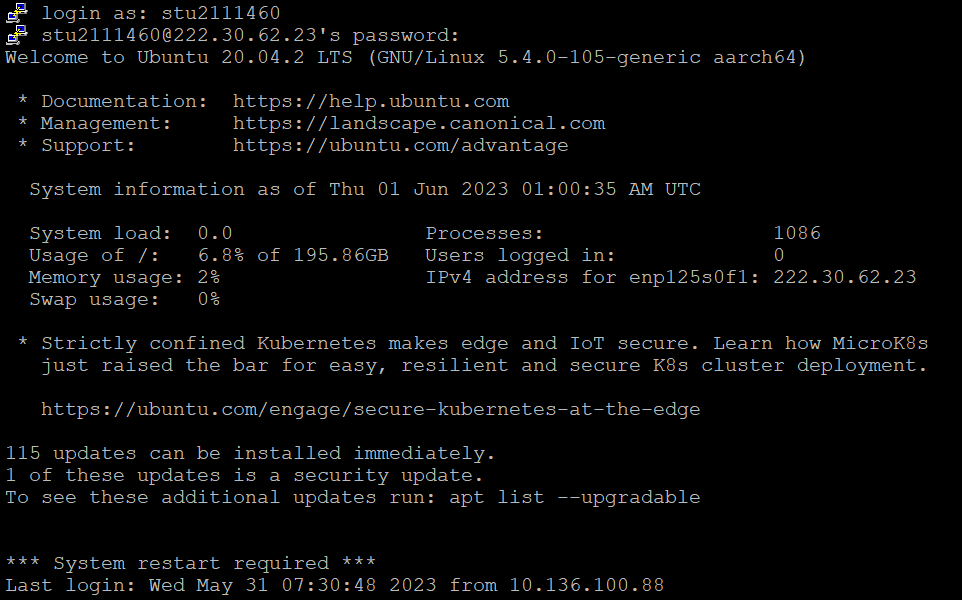 login as: stu2111460
stu2111460@222.30.62.23's password:
Welcome to Ubuntu 20.04.2 LTS (GNU/Linux 5.4.0-105-generic aarch64)
* Documentation:  https://help.ubuntu.com
* Management:     https://landscape.canonical.com
* Support:        https://ubuntu.com/advantage
System information as of Thu 01 Jun 2023 01:00:35 AM UTC
System load:  0.0                Processes:                   1086
Usage of /:   6.8% of 195.86GB   Users logged in:             0
Memory usage: 2%                 IPv4 address for enp125s0f1: 222.30.62.23
Swap usage:   0%
* Strictly confined Kubernetes makes edge and IoT secure. Learn how MicroK8s
just raised the bar for easy, resilient and secure K8s cluster deployment.
https://ubuntu.com/engage/secure-kubernetes-at-the-edge
115 updates can be installed immediately.
1 of these updates is a security update.
To see these additional updates run: apt list --upgradable
*** System restart required ***
Last login: Wed May 31 07:30:48 2023 from 10.136.100.88